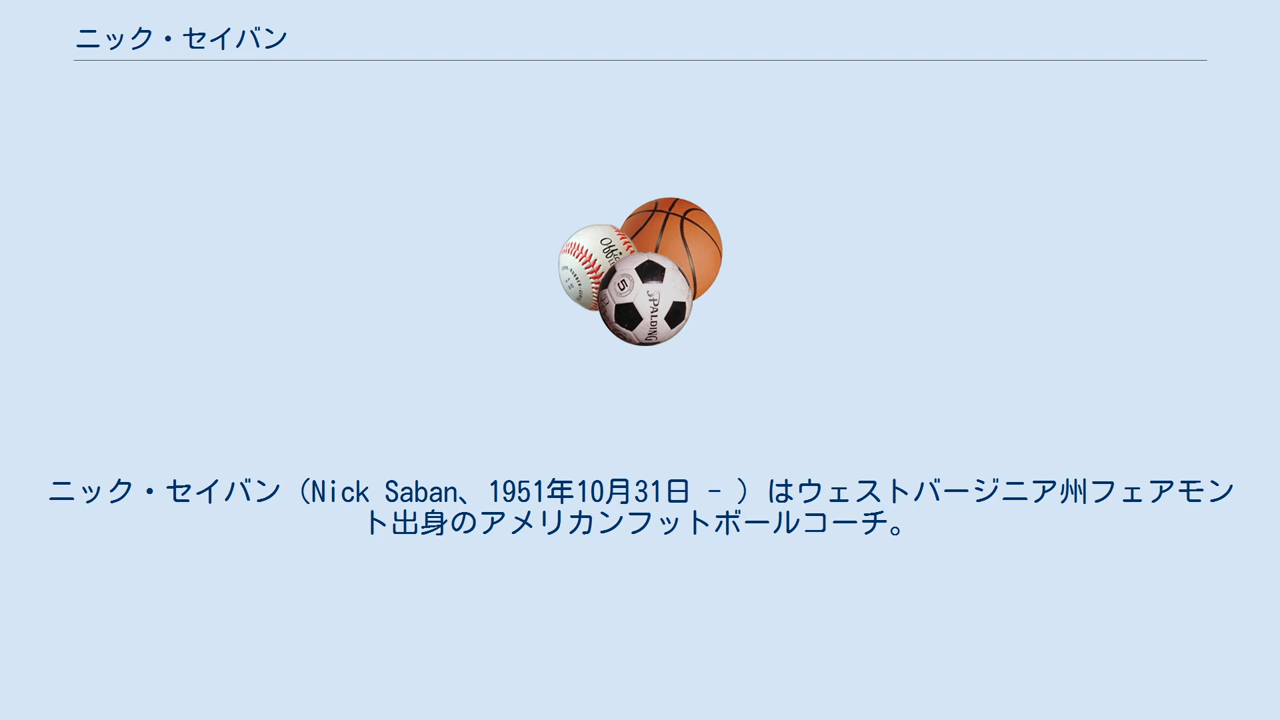 ニック・セイバン
Offic
5
SPALDING
ニック・セイバン（Nick Saban、1951年10月31日 - ）はウェストバージニア州フェアモン
ト出身のアメリカンフットボールコーチ。